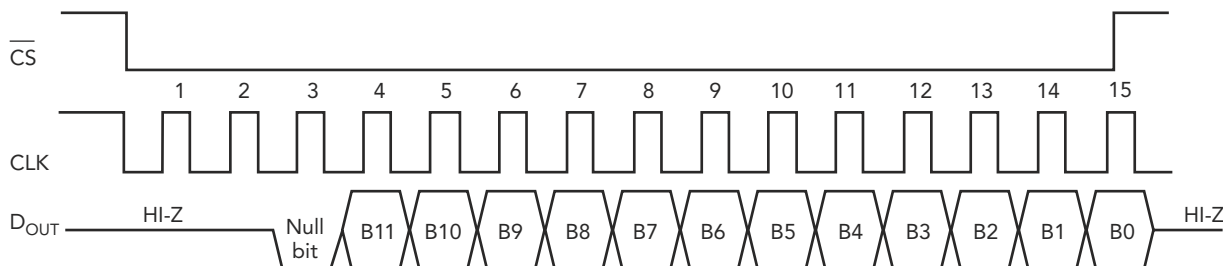 CS
1 2 3 4 5 6 7 8 9 10 11 12 13 14 15
CLK
DOUT HI-Z Null bit B11 B10 B9 B8 B7 B6 B5 B4 B3 B2 B1 B0 HI-Z